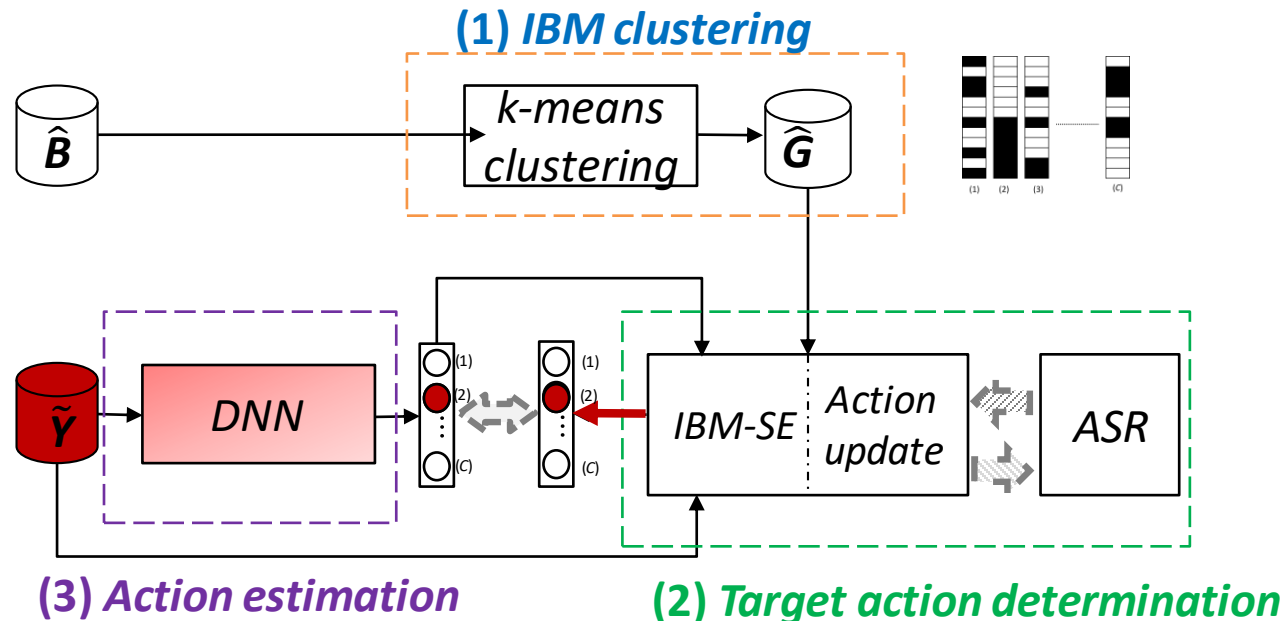 (1) IBM clustering
B̂
k-means
clustering
Ĝ
(1) (2) (3) (C)
Ỹ
DNN
(1)
(2)
(C)
(1)
(2)
(C)
IBM-SE
Action
update
ASR
(3) Action estimation
(2) Target action determination